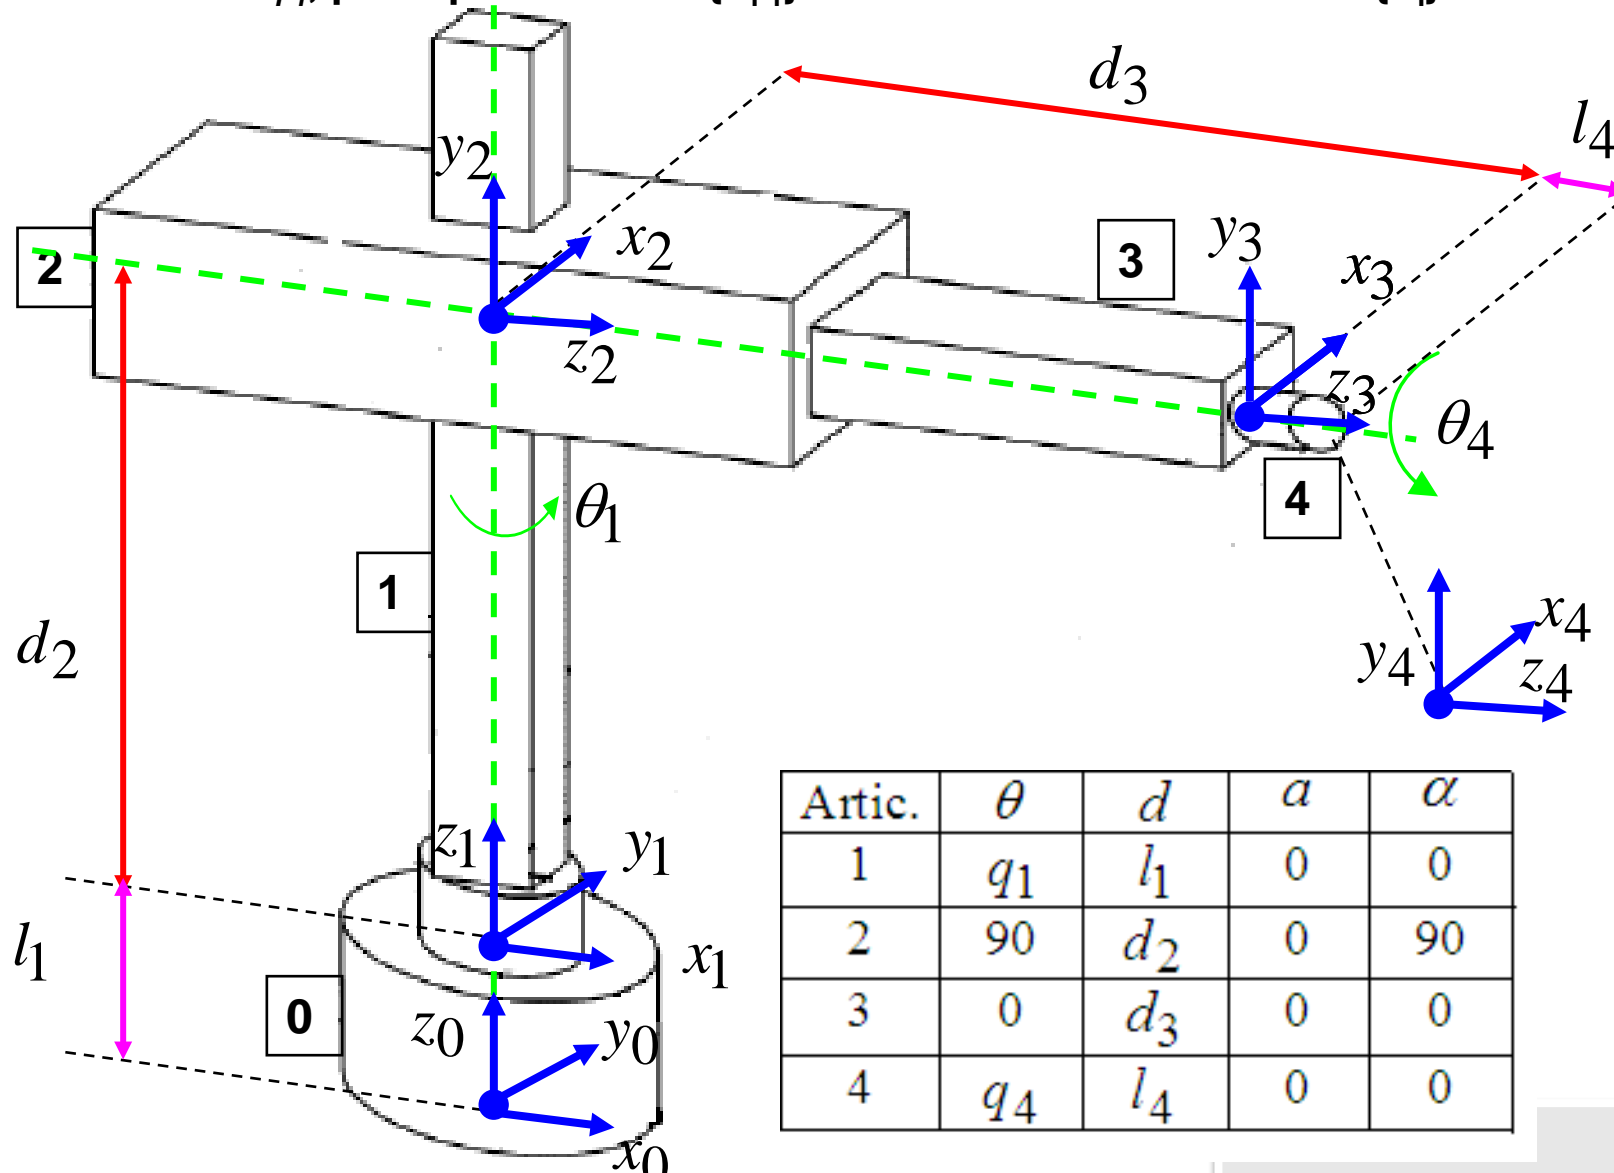 d3
l4
y2
x2
2
3
y3
x3
z2
z3
θ4
θ1
4
1
d2
x4
y4
z4
z1
y1
l1
x1
0
z0
y0
x0
Artic. θ d a α
1 q1 l1 0 0
2 90 d2 0 90
3 0 d3 0 0
4 q4 l4 0 0